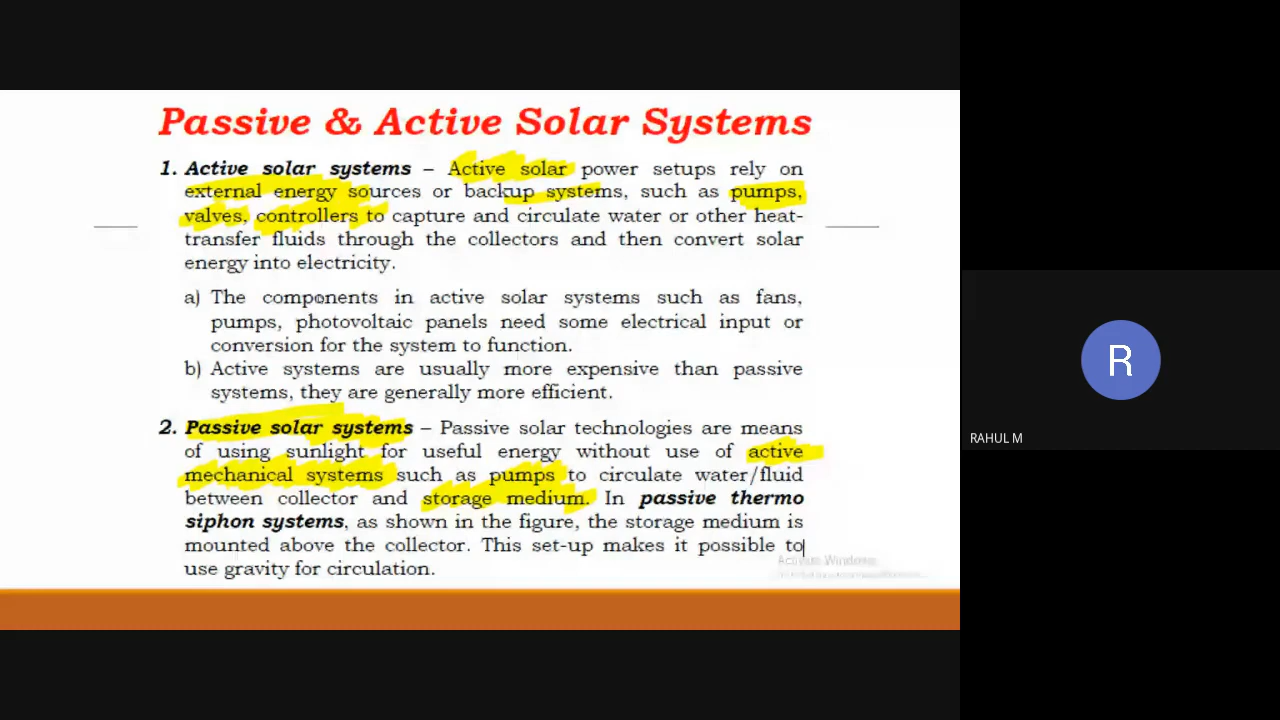 Passive & Active Solar Systems
1. Active solar systems – Active solar power setups rely on
external energy sources or backup systems, such as pumps,
valves, controllers to capture and circulate water or other heat-
transfer fluids through the collectors and then convert solar
energy into electricity.
a) The components in active solar systems such as fans,
pumps, photovoltaic panels need some electrical input or
conversion for the system to function.
b) Active systems are usually more expensive than passive
systems, they are generally more efficient.
2. Passive solar systems – Passive solar technologies are means
of using sunlight for useful energy without use of active
mechanical systems such as pumps to circulate water/fluid
between collector and storage medium. In passive thermo
siphon systems, as shown in the figure, the storage medium is
mounted above the collector. This set-up makes it possible to
use gravity for circulation.
Activate Windows
R
RAHUL M